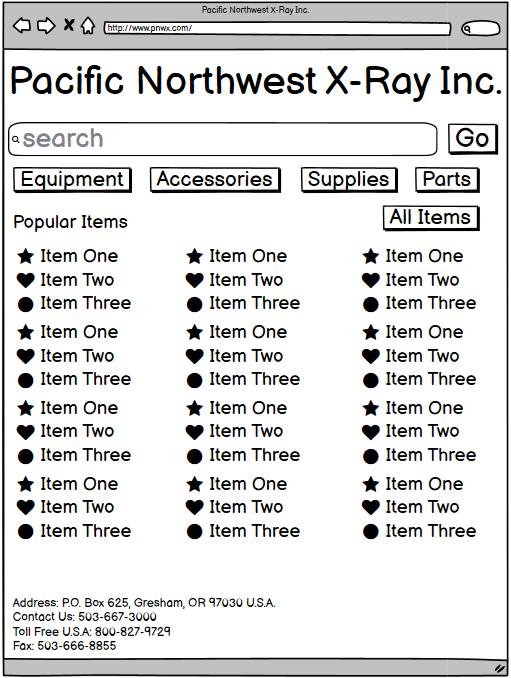 Pacific Northwest X-Ray Inc.
http://www.pnwx.com/
Pacific Northwest X-Ray Inc.
search Go
Equipment Accessories Supplies Parts
Popular Items All Items
Item One Item One Item One
Item Two Item Two Item Two
Item Three Item Three Item Three
Item One Item One Item One
Item Two Item Two Item Two
Item Three Item Three Item Three
Item One Item One Item One
Item Two Item Two Item Two
Item Three Item Three Item Three
Item One Item One Item One
Item Two Item Two Item Two
Item Three Item Three Item Three
Address: P.O. Box 625, Gresham, OR 97030 U.S.A.
Contact Us: 503-667-3000
Toll Free U.S.A: 800-827-9729
Fax: 503-666-8855